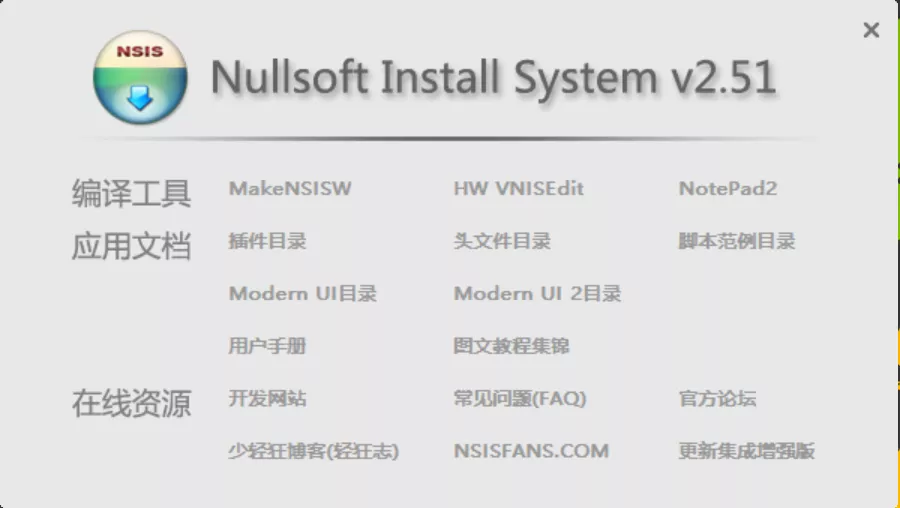 NSIS
Nullsoft Install System v2.51
编译工具 MakeNSISW HW VNISEdit NotePad2
应用文档 插件目录 头文件目录 脚本范例目录
Modern UI目录 Modern UI 2目录
用户手册 图文教程集锦
在线资源 开发网站 常见问题(FAQ) 官方论坛
少轻狂博客(轻狂志) NSISFANS.COM 更新集成增强版